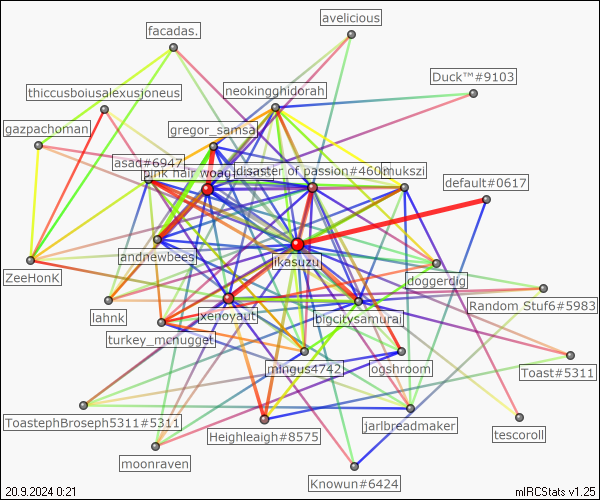 avelicious
facadas.
Duck™#9103
thiccusboiusalexusjoneus
neokingghidorah
gazpachoman
gregor_samsa
asad#6947
pink hair woag
disaster of passion#460
mukszi
default#0617
andnewbees
ikasuzu
ZeeHonK
doggerdig
lahnk
xeroyaut
bigcitysamurai
Random Stuf6#5983
turkey_mcnugget
mingus4742
ogshroom
Toast#5311
ToastephBroseph5311#5311
Heighleaigh#8575
jarlbreadmaker
tescoroll
moonraven
Knowun#6424
20.9.2024 0:21
mIRCStats v1.25